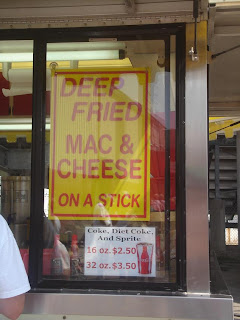 DEEP
FRIED
MAC &
CHEESE
ON A STICK
Coke, Diet Coke,
And Sprite
16 oz. $2.50
32 oz. $3.50